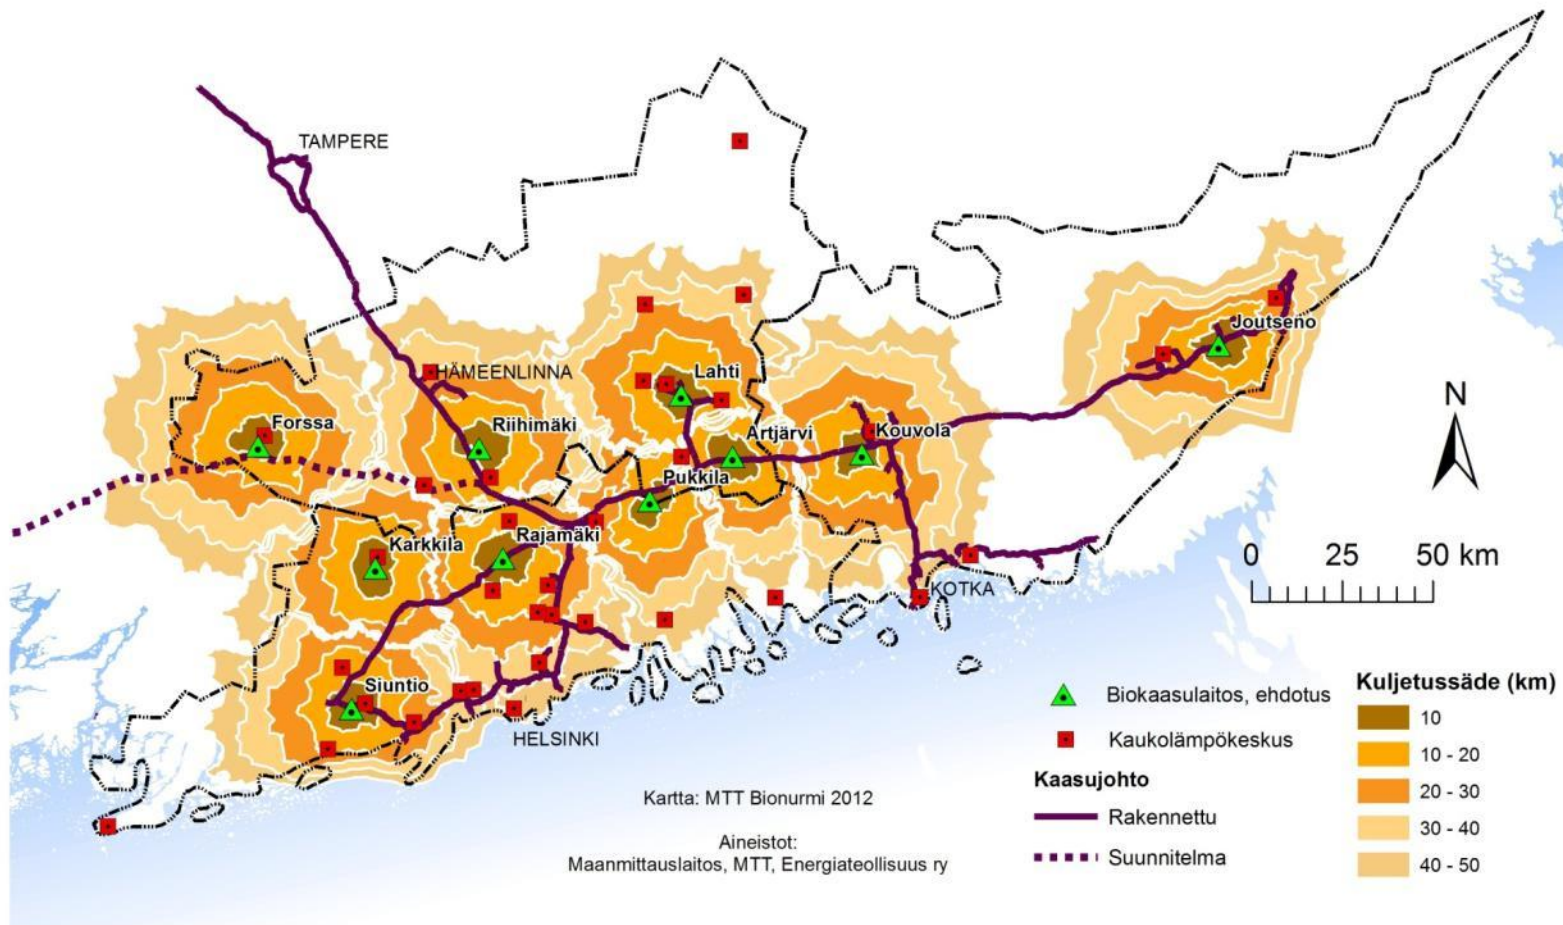 TAMPERE
HÄMEENLINNA
Forssa
Riihimäki
Lahti
Joutseno
Artjärvi
Kouvola
Pukkila
Karkkila
Rajamäki
Siuntio
KOTKA
HELSINKI
N
0 25 50 km
Biokaasulaitos, ehdotus
Kaukolämpökeskus
Kaasujohto
Rakennettu
Suunnitelma
Kuljetussäde (km)
10
10 - 20
20 - 30
30 - 40
40 - 50
Kartta: MTT Bionurmi 2012
Aineistot:
Maanmittauslaitos, MTT, Energiateollisuus ry